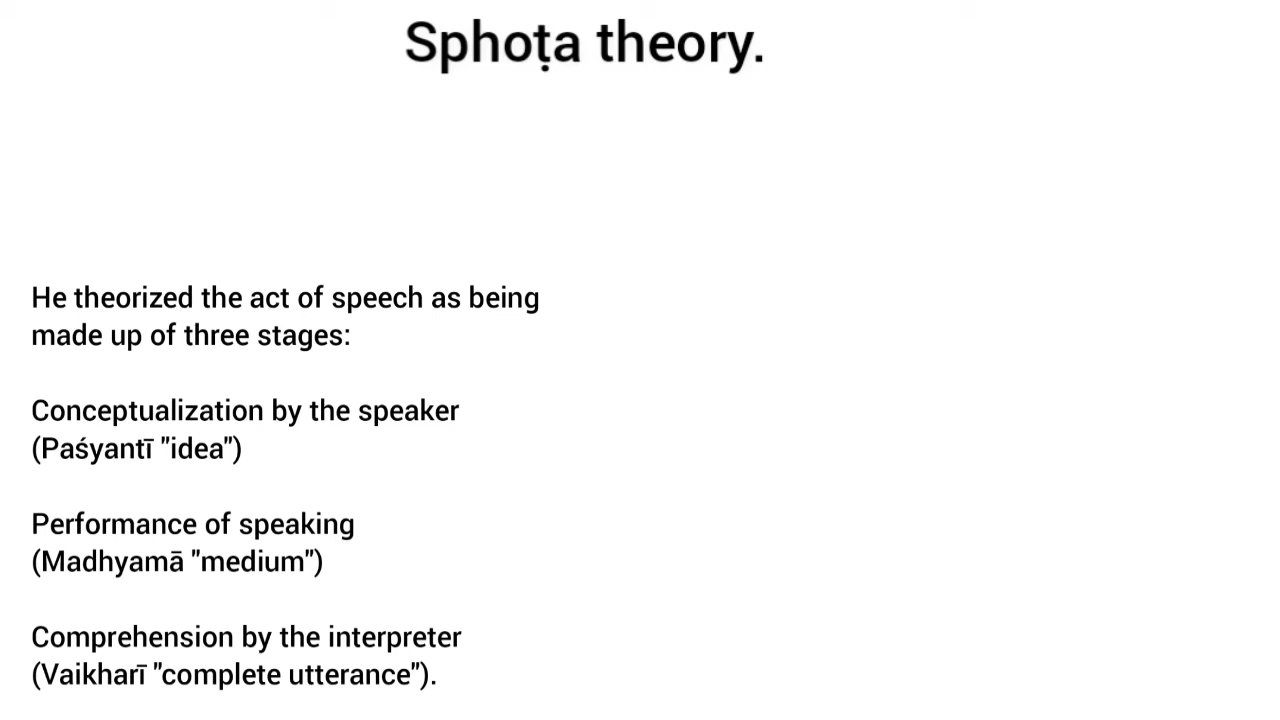 Sphoṭa theory.
He theorized the act of speech as being
made up of three stages:
Conceptualization by the speaker
(Paśyantī "idea")
Performance of speaking
(Madhyamā "medium")
Comprehension by the interpreter
(Vaikharī "complete utterance").